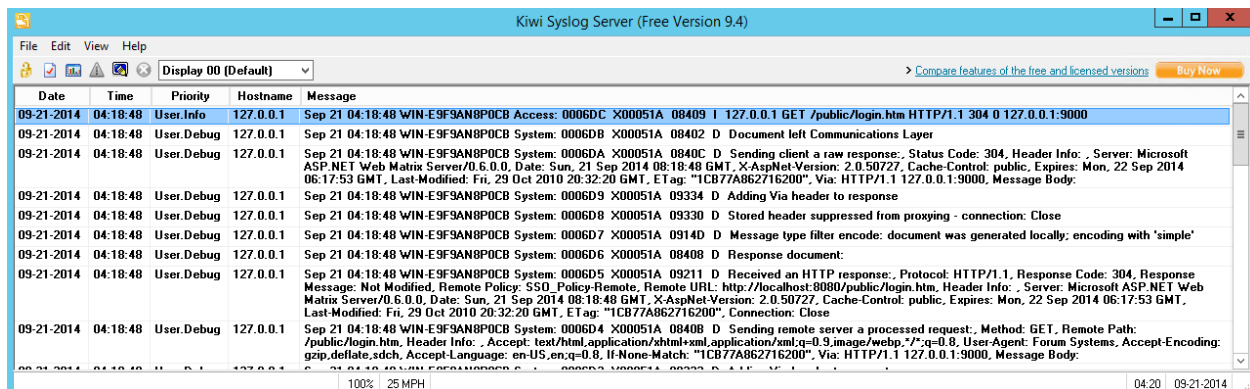 Kiwi Syslog Server (Free Version 9.4)
File Edit View Help
Display 00 (Default)
> Compare features of the free and licensed versions Buy Now
Date Time Priority Hostname Message
09-21-2014 04:18:48 User.Info 127.0.0.1 Sep 21 04:18:48 WIN-E9F9AN8P0CB Access: 0006DC X00051A 08409 I 127.0.0.1 GET /public/login.htm HTTP/1.1 304 0 127.0.0.1:9000
09-21-2014 04:18:48 User.Debug 127.0.0.1 Sep 21 04:18:48 WIN-E9F9AN8P0CB System: 0006DB X00051A 08402 D Document left Communications Layer
09-21-2014 04:18:48 User.Debug 127.0.0.1 Sep 21 04:18:48 WIN-E9F9AN8P0CB System: 0006DA X00051A 0840C D Sending client a raw response:, Status Code: 304, Header Info: , Server: Microsoft
ASP.NET Web Matrix Server/0.6.0.0, Date: Sun, 21 Sep 2014 08:18:48 GMT, X-AspNet-Version: 2.0.50727, Cache-Control: public, Expires: Mon, 22 Sep 2014
06:17:53 GMT, Last-Modified: Fri, 29 Oct 2010 20:32:20 GMT, ETag: "1CB77A862716200", Via: HTTP/1.1 127.0.0.1:9000, Message Body:
09-21-2014 04:18:48 User.Debug 127.0.0.1 Sep 21 04:18:48 WIN-E9F9AN8P0CB System: 0006D9 X00051A 09334 D Adding Via header to response
09-21-2014 04:18:48 User.Debug 127.0.0.1 Sep 21 04:18:48 WIN-E9F9AN8P0CB System: 0006D8 X00051A 09330 D Stored header suppressed from proxying - connection: Close
09-21-2014 04:18:48 User.Debug 127.0.0.1 Sep 21 04:18:48 WIN-E9F9AN8P0CB System: 0006D7 X00051A 0914D D Message type filter encode: document was generated locally; encoding with 'simple'
09-21-2014 04:18:48 User.Debug 127.0.0.1 Sep 21 04:18:48 WIN-E9F9AN8P0CB System: 0006D6 X00051A 08408 D Response document:
09-21-2014 04:18:48 User.Debug 127.0.0.1 Sep 21 04:18:48 WIN-E9F9AN8P0CB System: 0006D5 X00051A 09211 D Received an HTTP response:, Protocol: HTTP/1.1, Response Code: 304, Response
Message: Not Modified, Remote Policy: SSO_Policy-Remote, Remote URL: http://localhost:8080/public/login.htm, Header Info: , Server: Microsoft ASP.NET Web
Matrix Server/0.6.0.0, Date: Sun, 21 Sep 2014 08:18:48 GMT, X-AspNet-Version: 2.0.50727, Cache-Control: public, Expires: Mon, 22 Sep 2014 06:17:53 GMT,
Last-Modified: Fri, 29 Oct 2010 20:32:20 GMT, ETag: "1CB77A862716200", Connection: Close
09-21-2014 04:18:48 User.Debug 127.0.0.1 Sep 21 04:18:48 WIN-E9F9AN8P0CB System: 0006D4 X00051A 0840B D Sending remote server a processed request:, Method: GET, Remote Path:
/public/login.htm, Header Info: , Accept: text/html,application/xhtml+xml,application/xml;q=0.9,image/webp,*/*;q=0.8, User-Agent: Forum Systems, Accept-Encoding:
gzip,deflate,sdch, Accept-Language: en-US,en;q=0.8, If-None-Match: "1CB77A862716200", Via: HTTP/1.1 127.0.0.1:9000, Message Body:
100% 25 MPH 04:20 09-21-2014